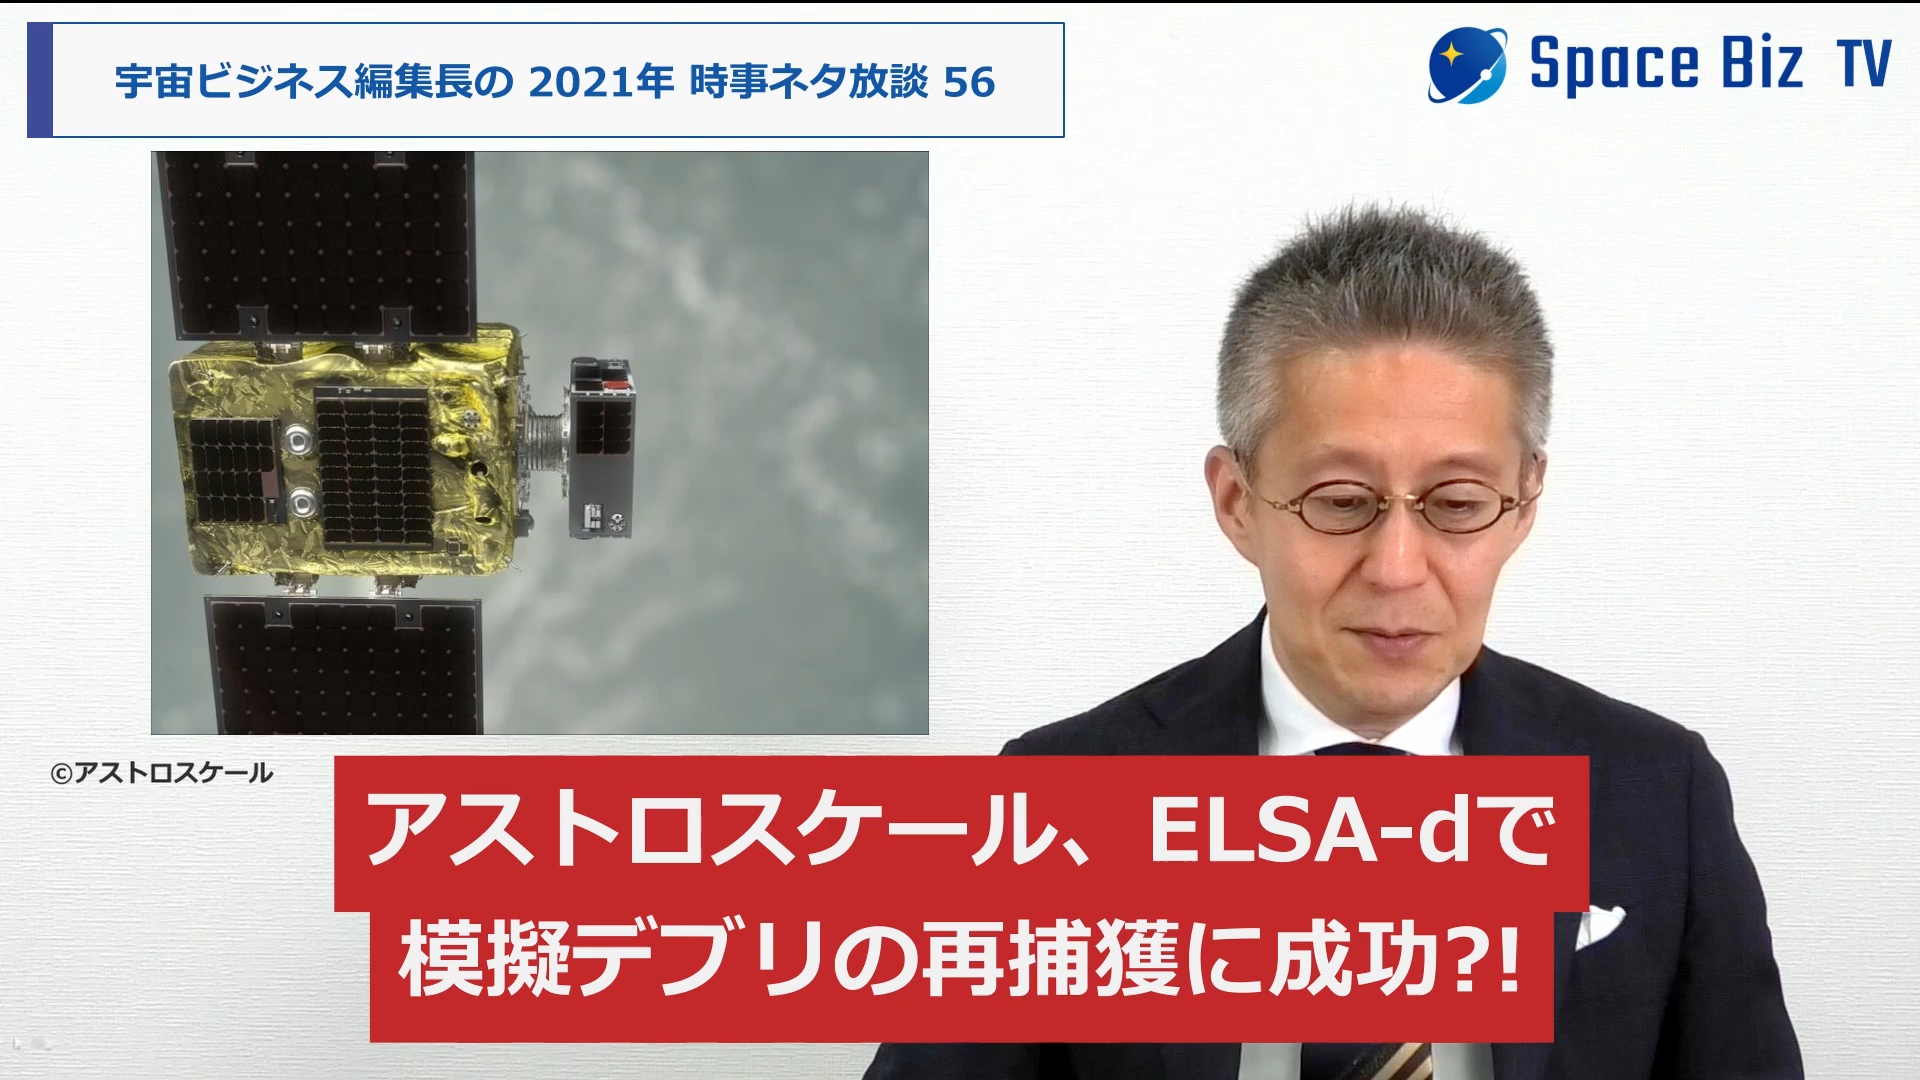 宇宙ビジネス編集長の 2021年 時事ネタ放談 56
Space Biz TV
©アストロスケール
アストロスケール、ELSA-dで
模擬デブリの再捕獲に成功?!